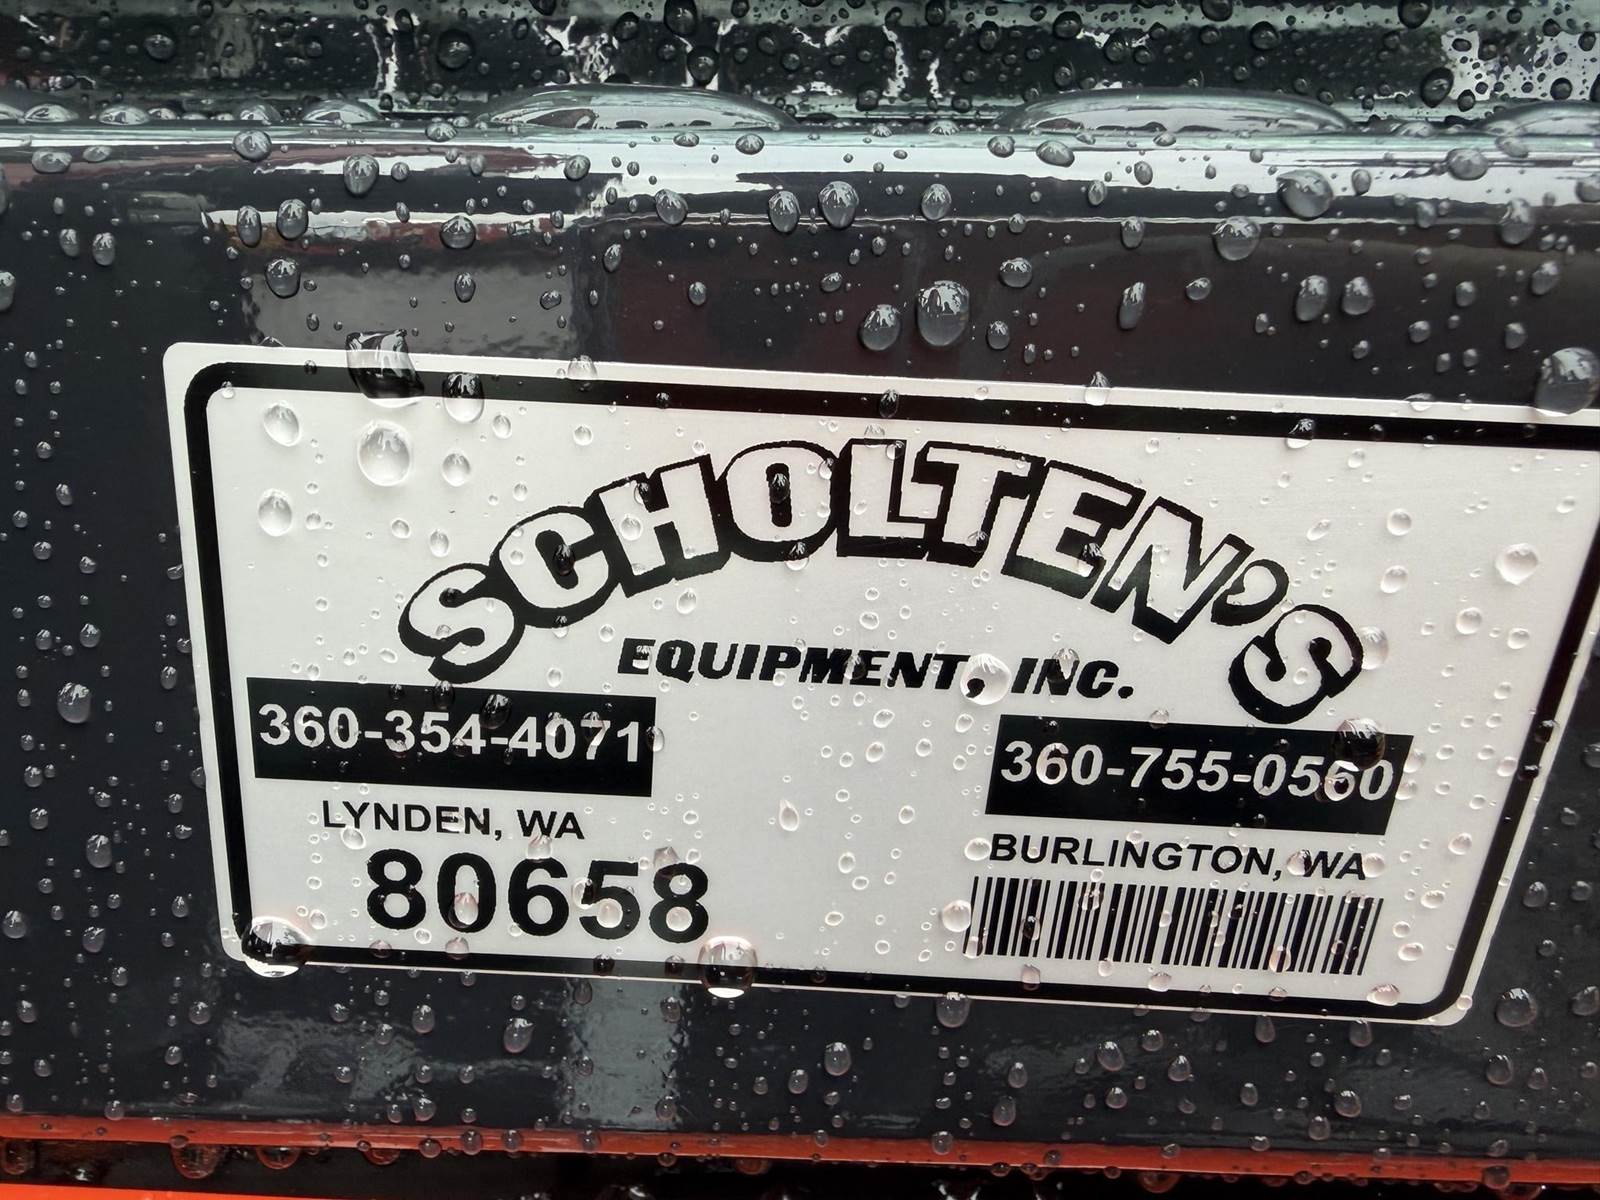 SCHOLTEN'S
EQUIPMENT, INC.
360-354-4071
LYNDEN, WA
80658
360-755-0560
BURLINGTON, WA